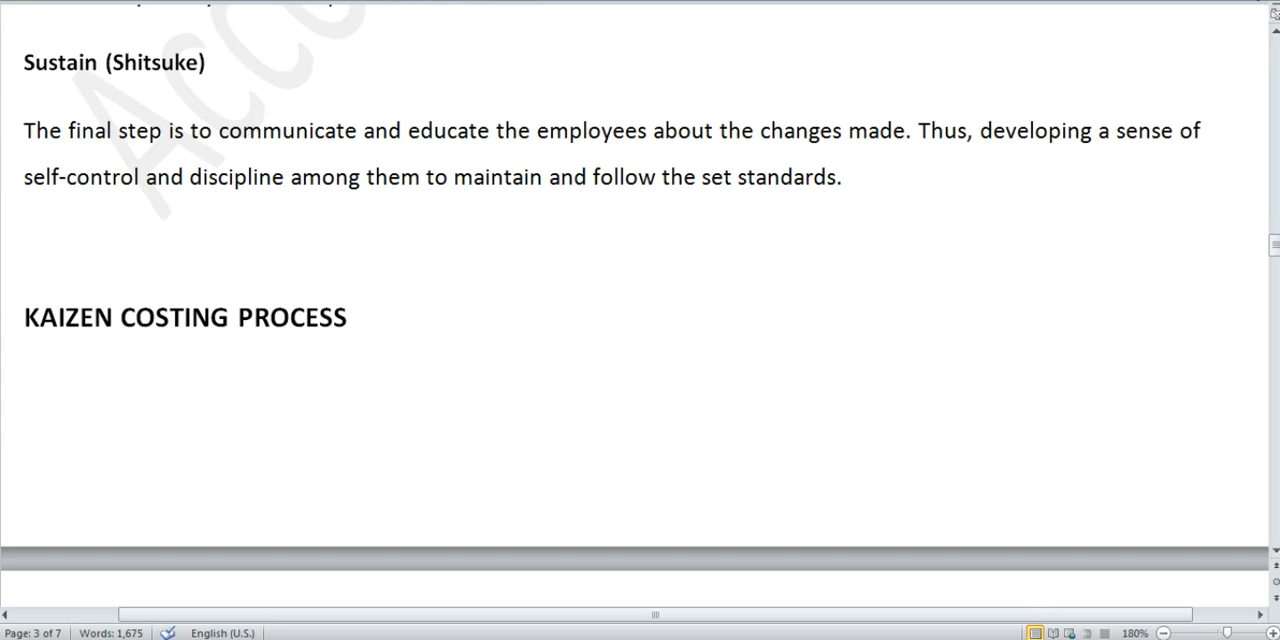 Sustain (Shitsuke)
The final step is to communicate and educate the employees about the changes made. Thus, developing a sense of
self-control and discipline among them to maintain and follow the set standards.
KAIZEN COSTING PROCESS
Page: 3 of 7 Words: 1,675 English (U.S.) 180%